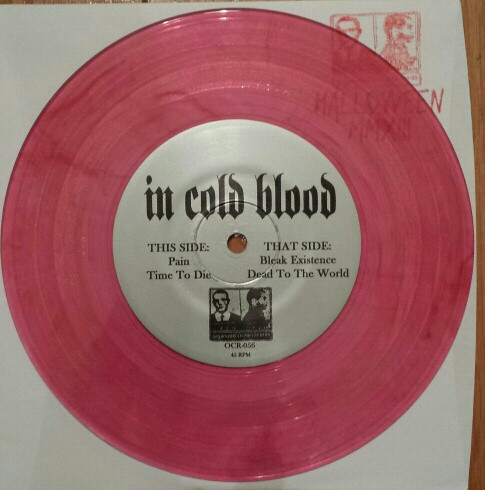 HALLOWEEN
MMXIII
in cold blood
THIS SIDE:
Pain
Time To Die
THAT SIDE:
Bleak Existence
Dead To The World
OCR-056
45 RPM